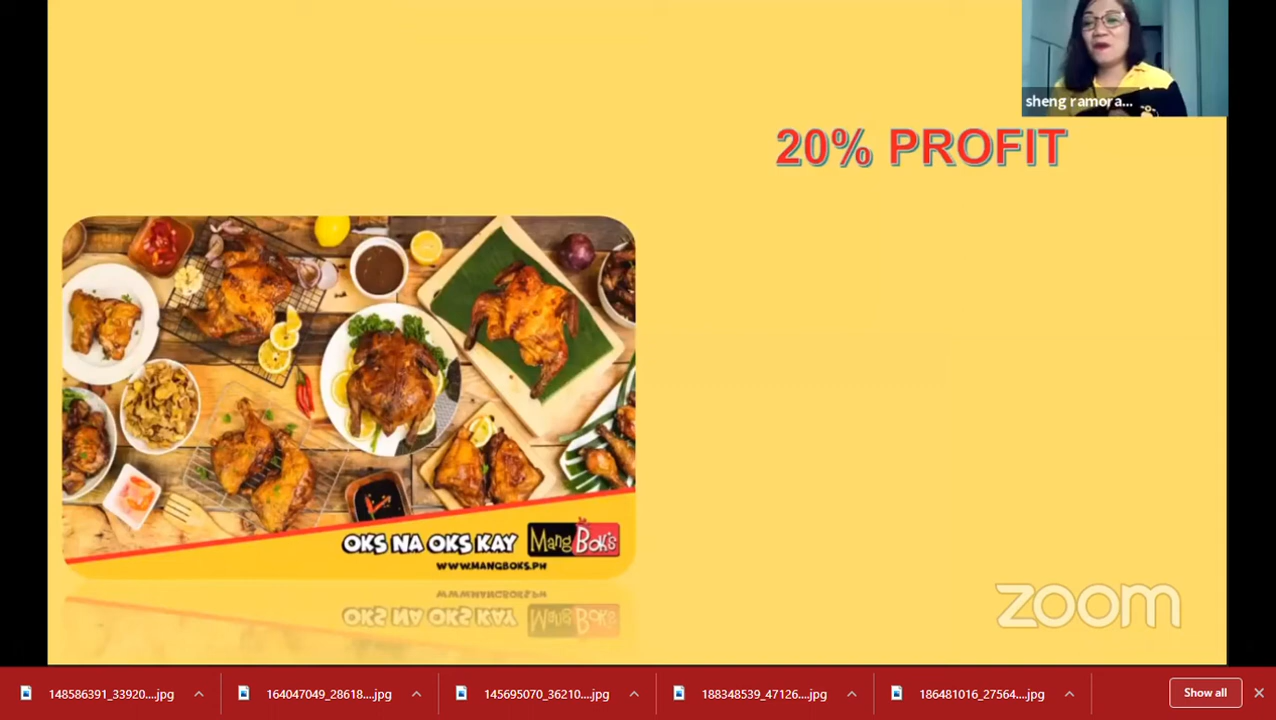 sheng ramora...
20% PROFIT
OKS NA OKS KAY Mang BOK's
WWW.MANGBOKS.PH
zoom
148586391_33920....jpg
164047049_28618....jpg
145695070_36210....jpg
188348539_47126....jpg
186481016_27564....jpg
Show all